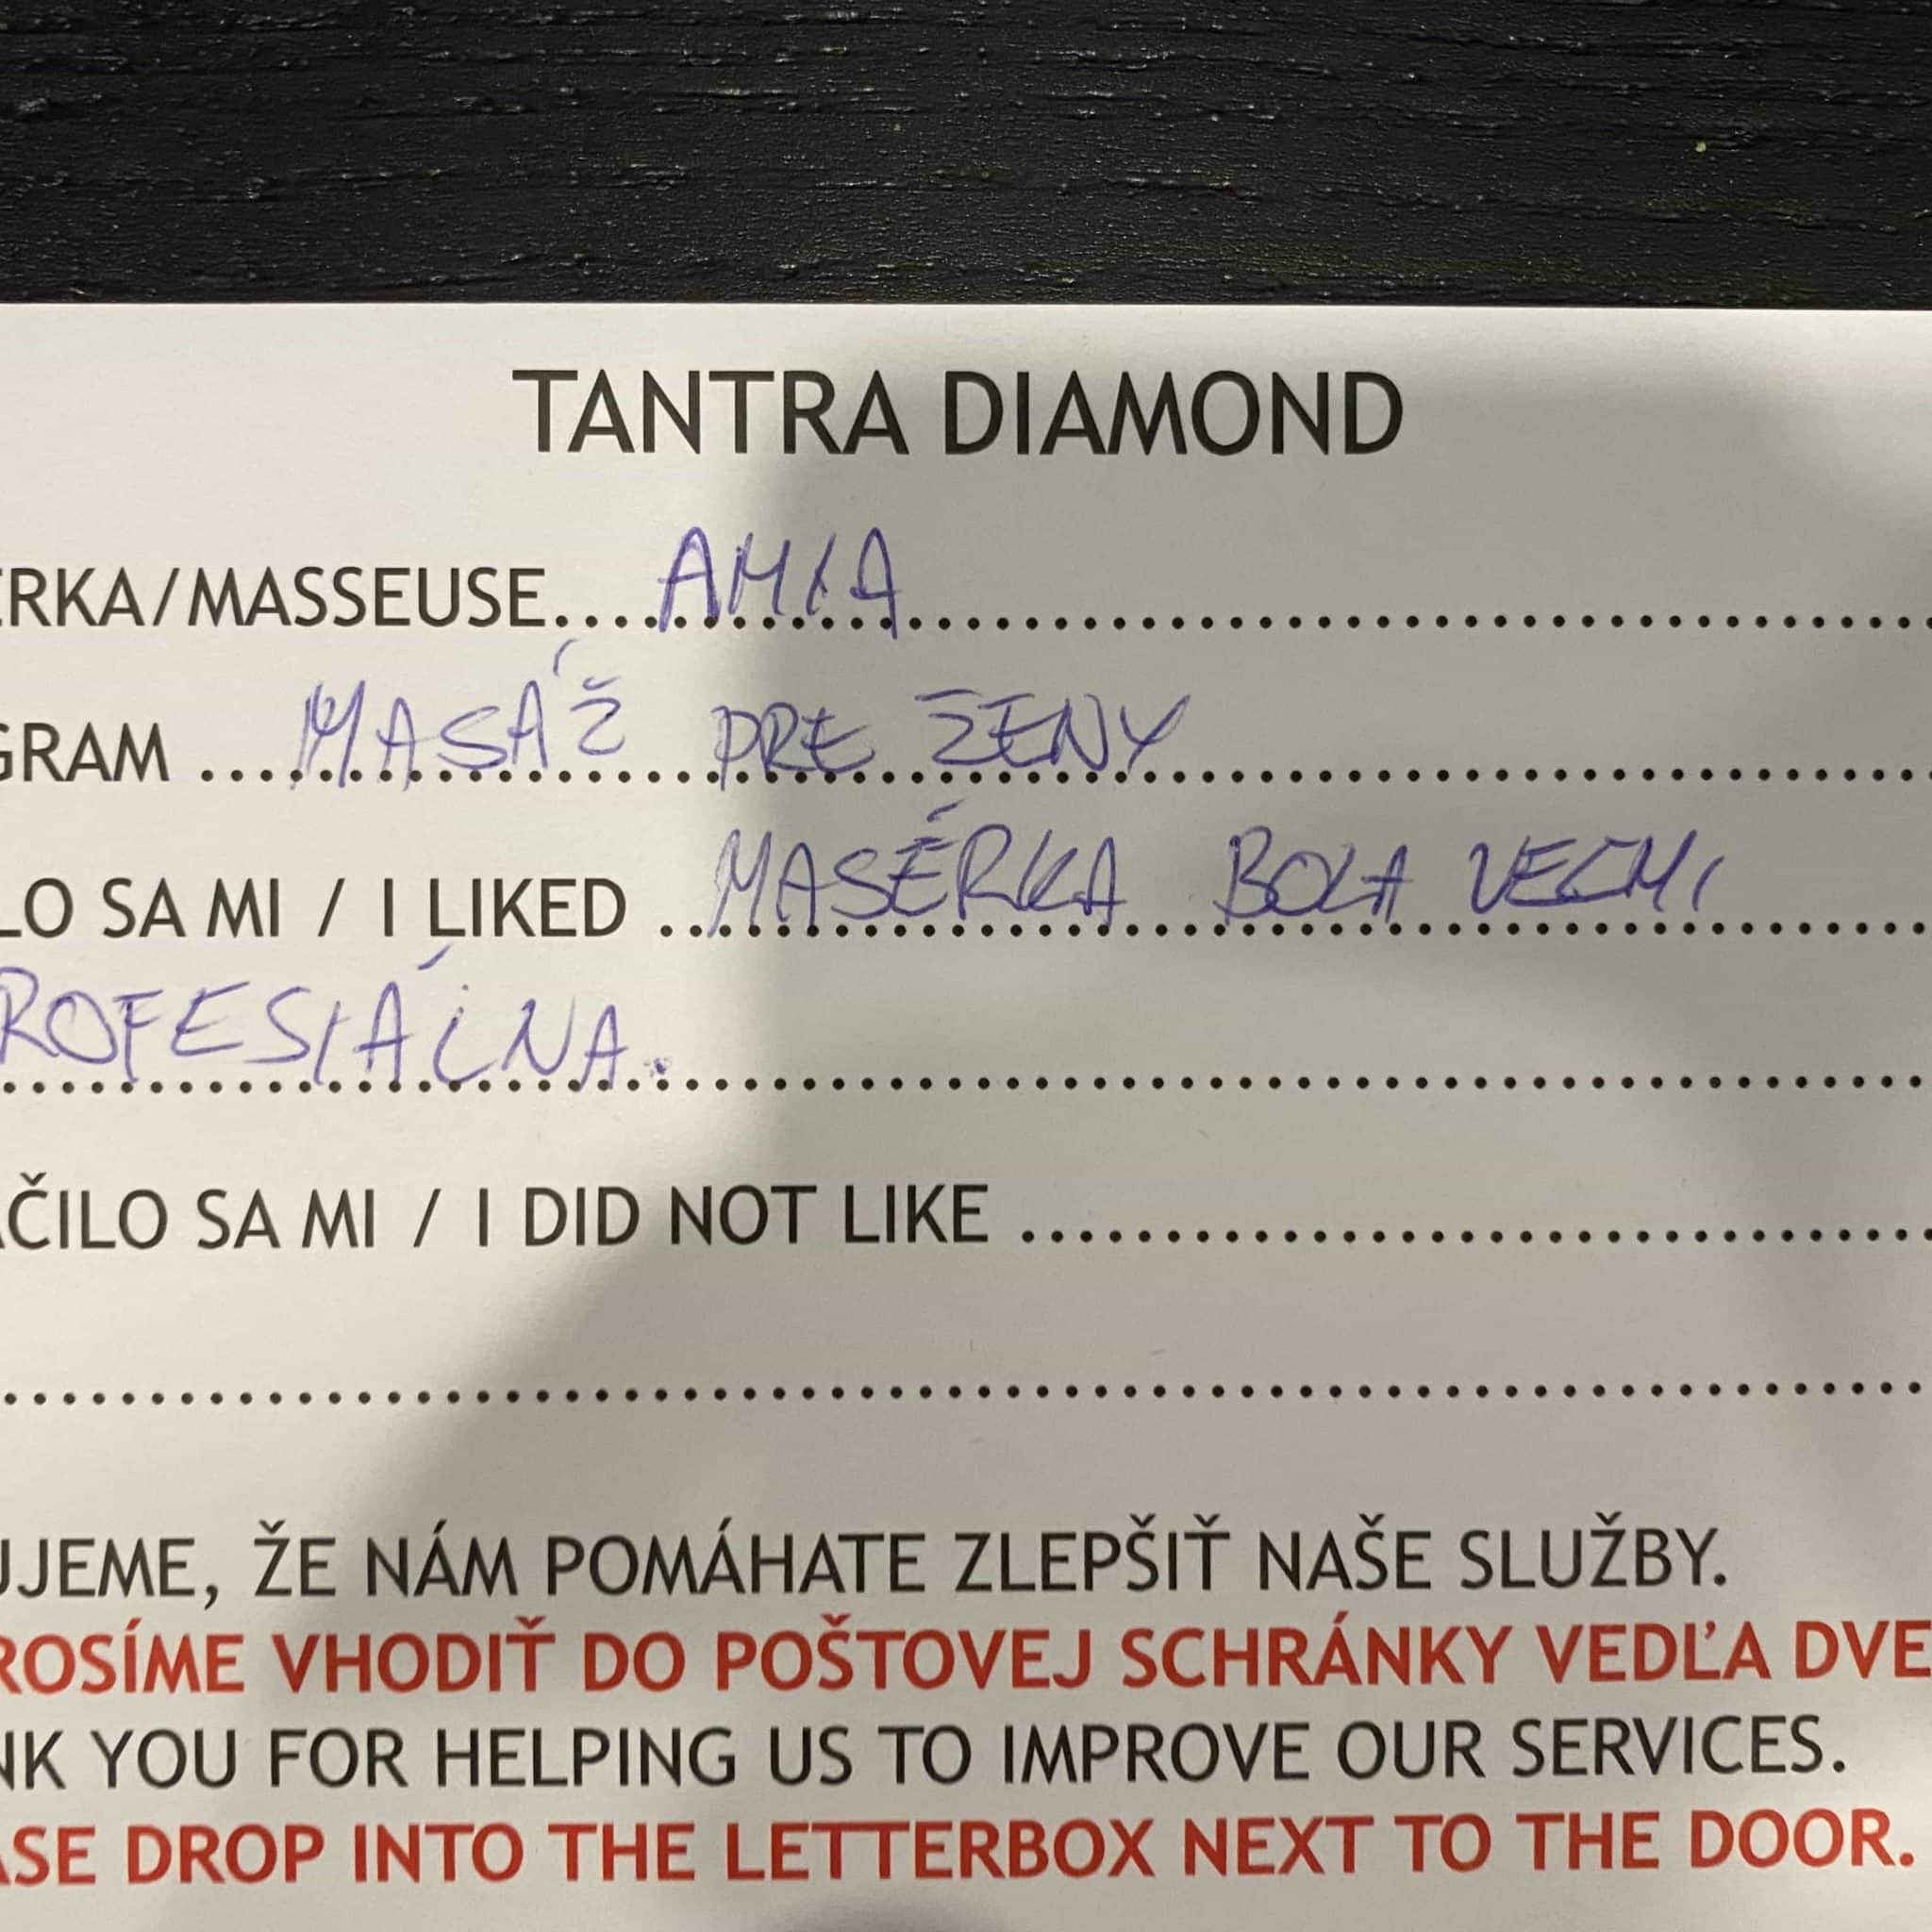 TANTRA DIAMOND
ERKA/MASSEUSE.... AMIA
GRAM .... MASÁŽ PRE ŽENY
LO SA MI / I LIKED .. MASÉRKA BOLA VEĽMI
ROFESIÁLNA.
ČILO SA MI / I DID NOT LIKE ....
UJEME, ŽE NÁM POMÁHATE ZLEPŠIŤ NAŠE SLUŽBY.
ROSÍME VHODIŤ DO POŠTOVEJ SCHRÁNKY VEDĽA DVE
NK YOU FOR HELPING US TO IMPROVE OUR SERVICES.
ASE DROP INTO THE LETTERBOX NEXT TO THE DOOR.